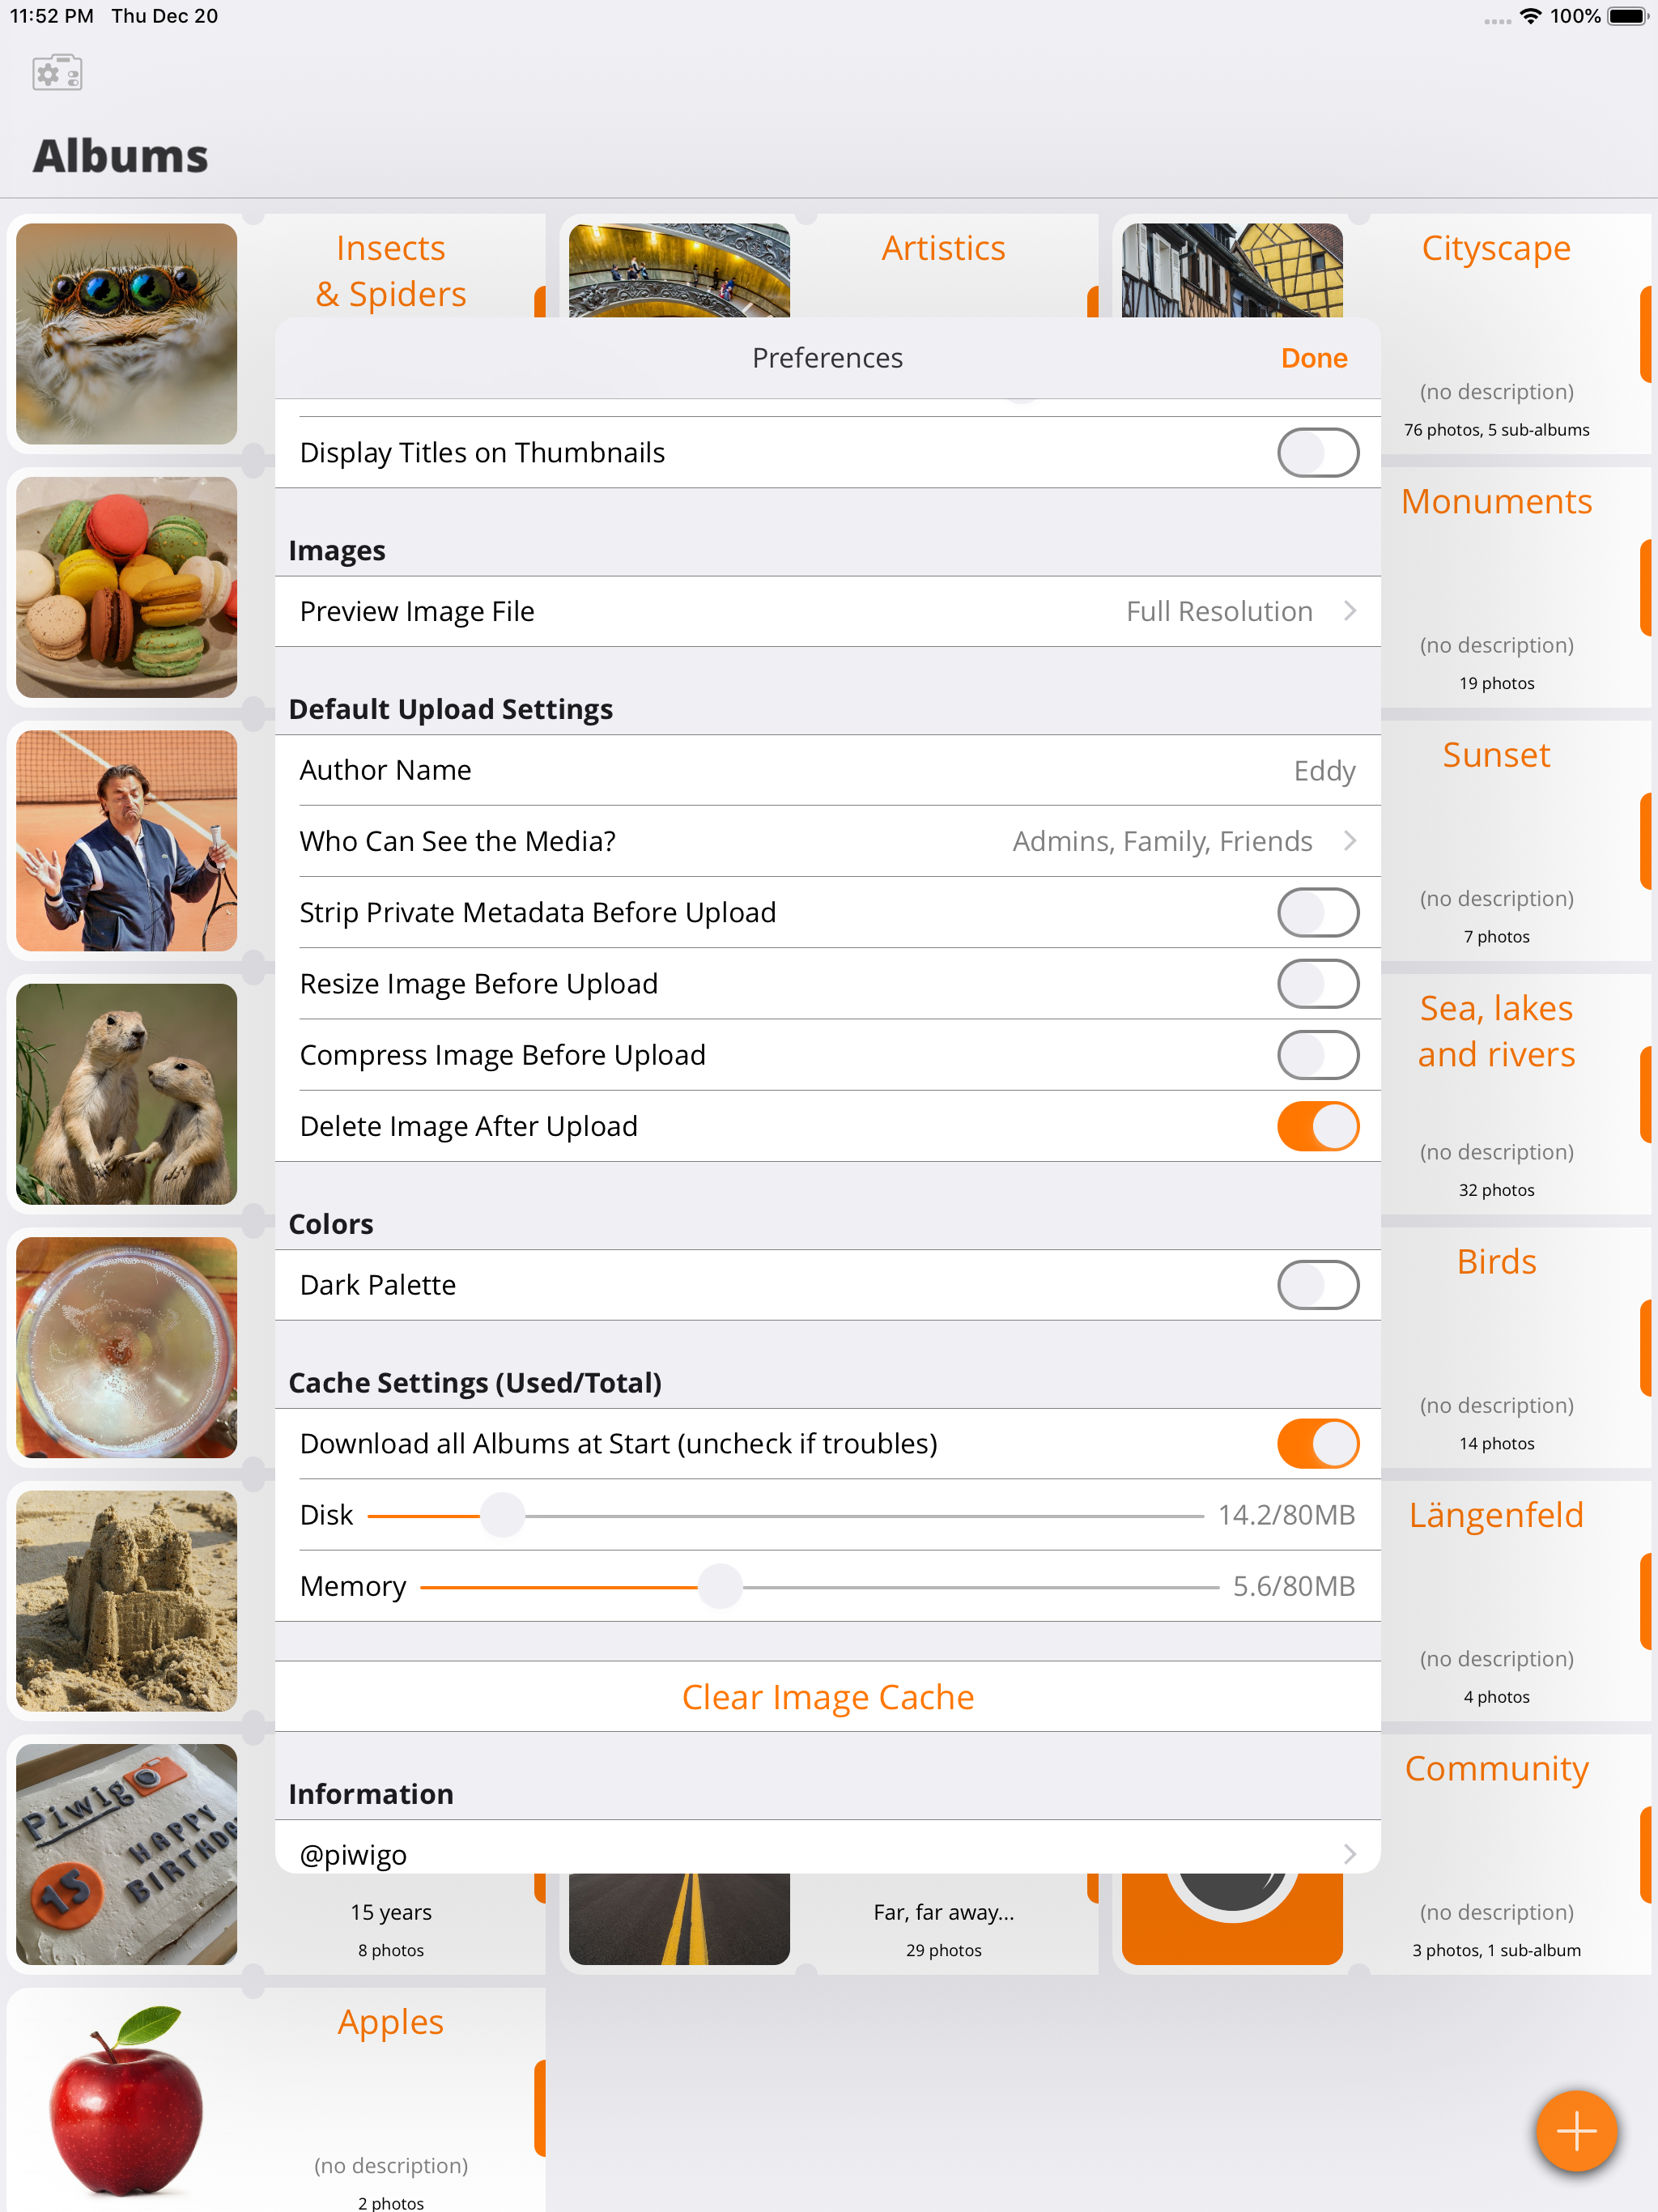 11:52 PM Thu Dec 20
100%
Albums
Insects
& Spiders
Artistics
Cityscape
(no description)
76 photos, 5 sub-albums
Preferences
Done
Display Titles on Thumbnails
Images
Preview Image File
Full Resolution
Monuments
(no description)
19 photos
Default Upload Settings
Author Name
Eddy
Who Can See the Media?
Admins, Family, Friends
Strip Private Metadata Before Upload
Resize Image Before Upload
Compress Image Before Upload
Delete Image After Upload
Sunset
(no description)
7 photos
Sea, lakes
and rivers
(no description)
32 photos
Colors
Dark Palette
Birds
(no description)
14 photos
Cache Settings (Used/Total)
Download all Albums at Start (uncheck if troubles)
Disk
14.2/80MB
Memory
5.6/80MB
Clear Image Cache
Längenfeld
(no description)
4 photos
Information
@piwigo
Piwigo
HAPPY
15
15 years
8 photos
Far, far away...
29 photos
Community
(no description)
3 photos, 1 sub-album
Apples
(no description)
2 photos